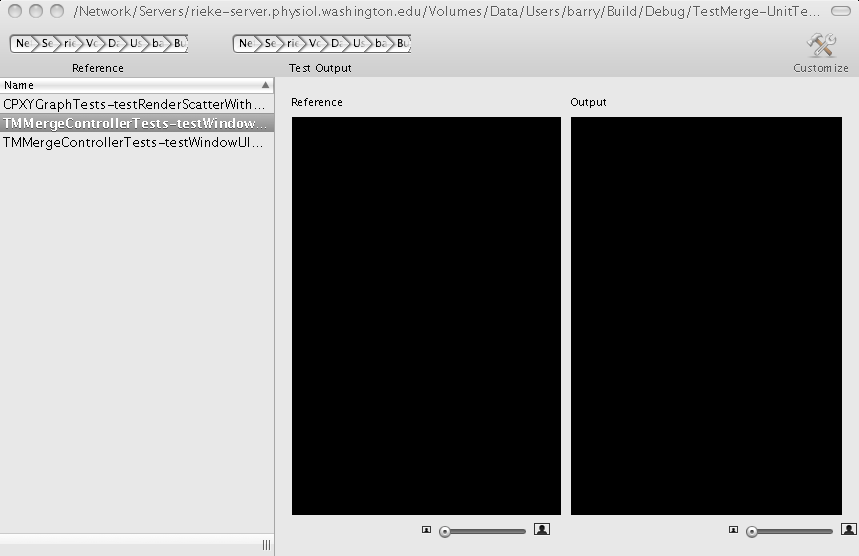 /Network/Servers/rieke-server.physiol.washington.edu/Volumes/Data/Users/barry/Build/Debug/TestMerge-UnitTe...
Ne Se rie Vo Da Us ba Bu Ne Se rie Vo Da Us ba Bu
Reference Test Output Customize
Name
Reference Output
CPXYGraphTests-testRenderScatterWith...
TMMergeControllerTests-testWindow...
TMMergeControllerTests-testWindowUI...